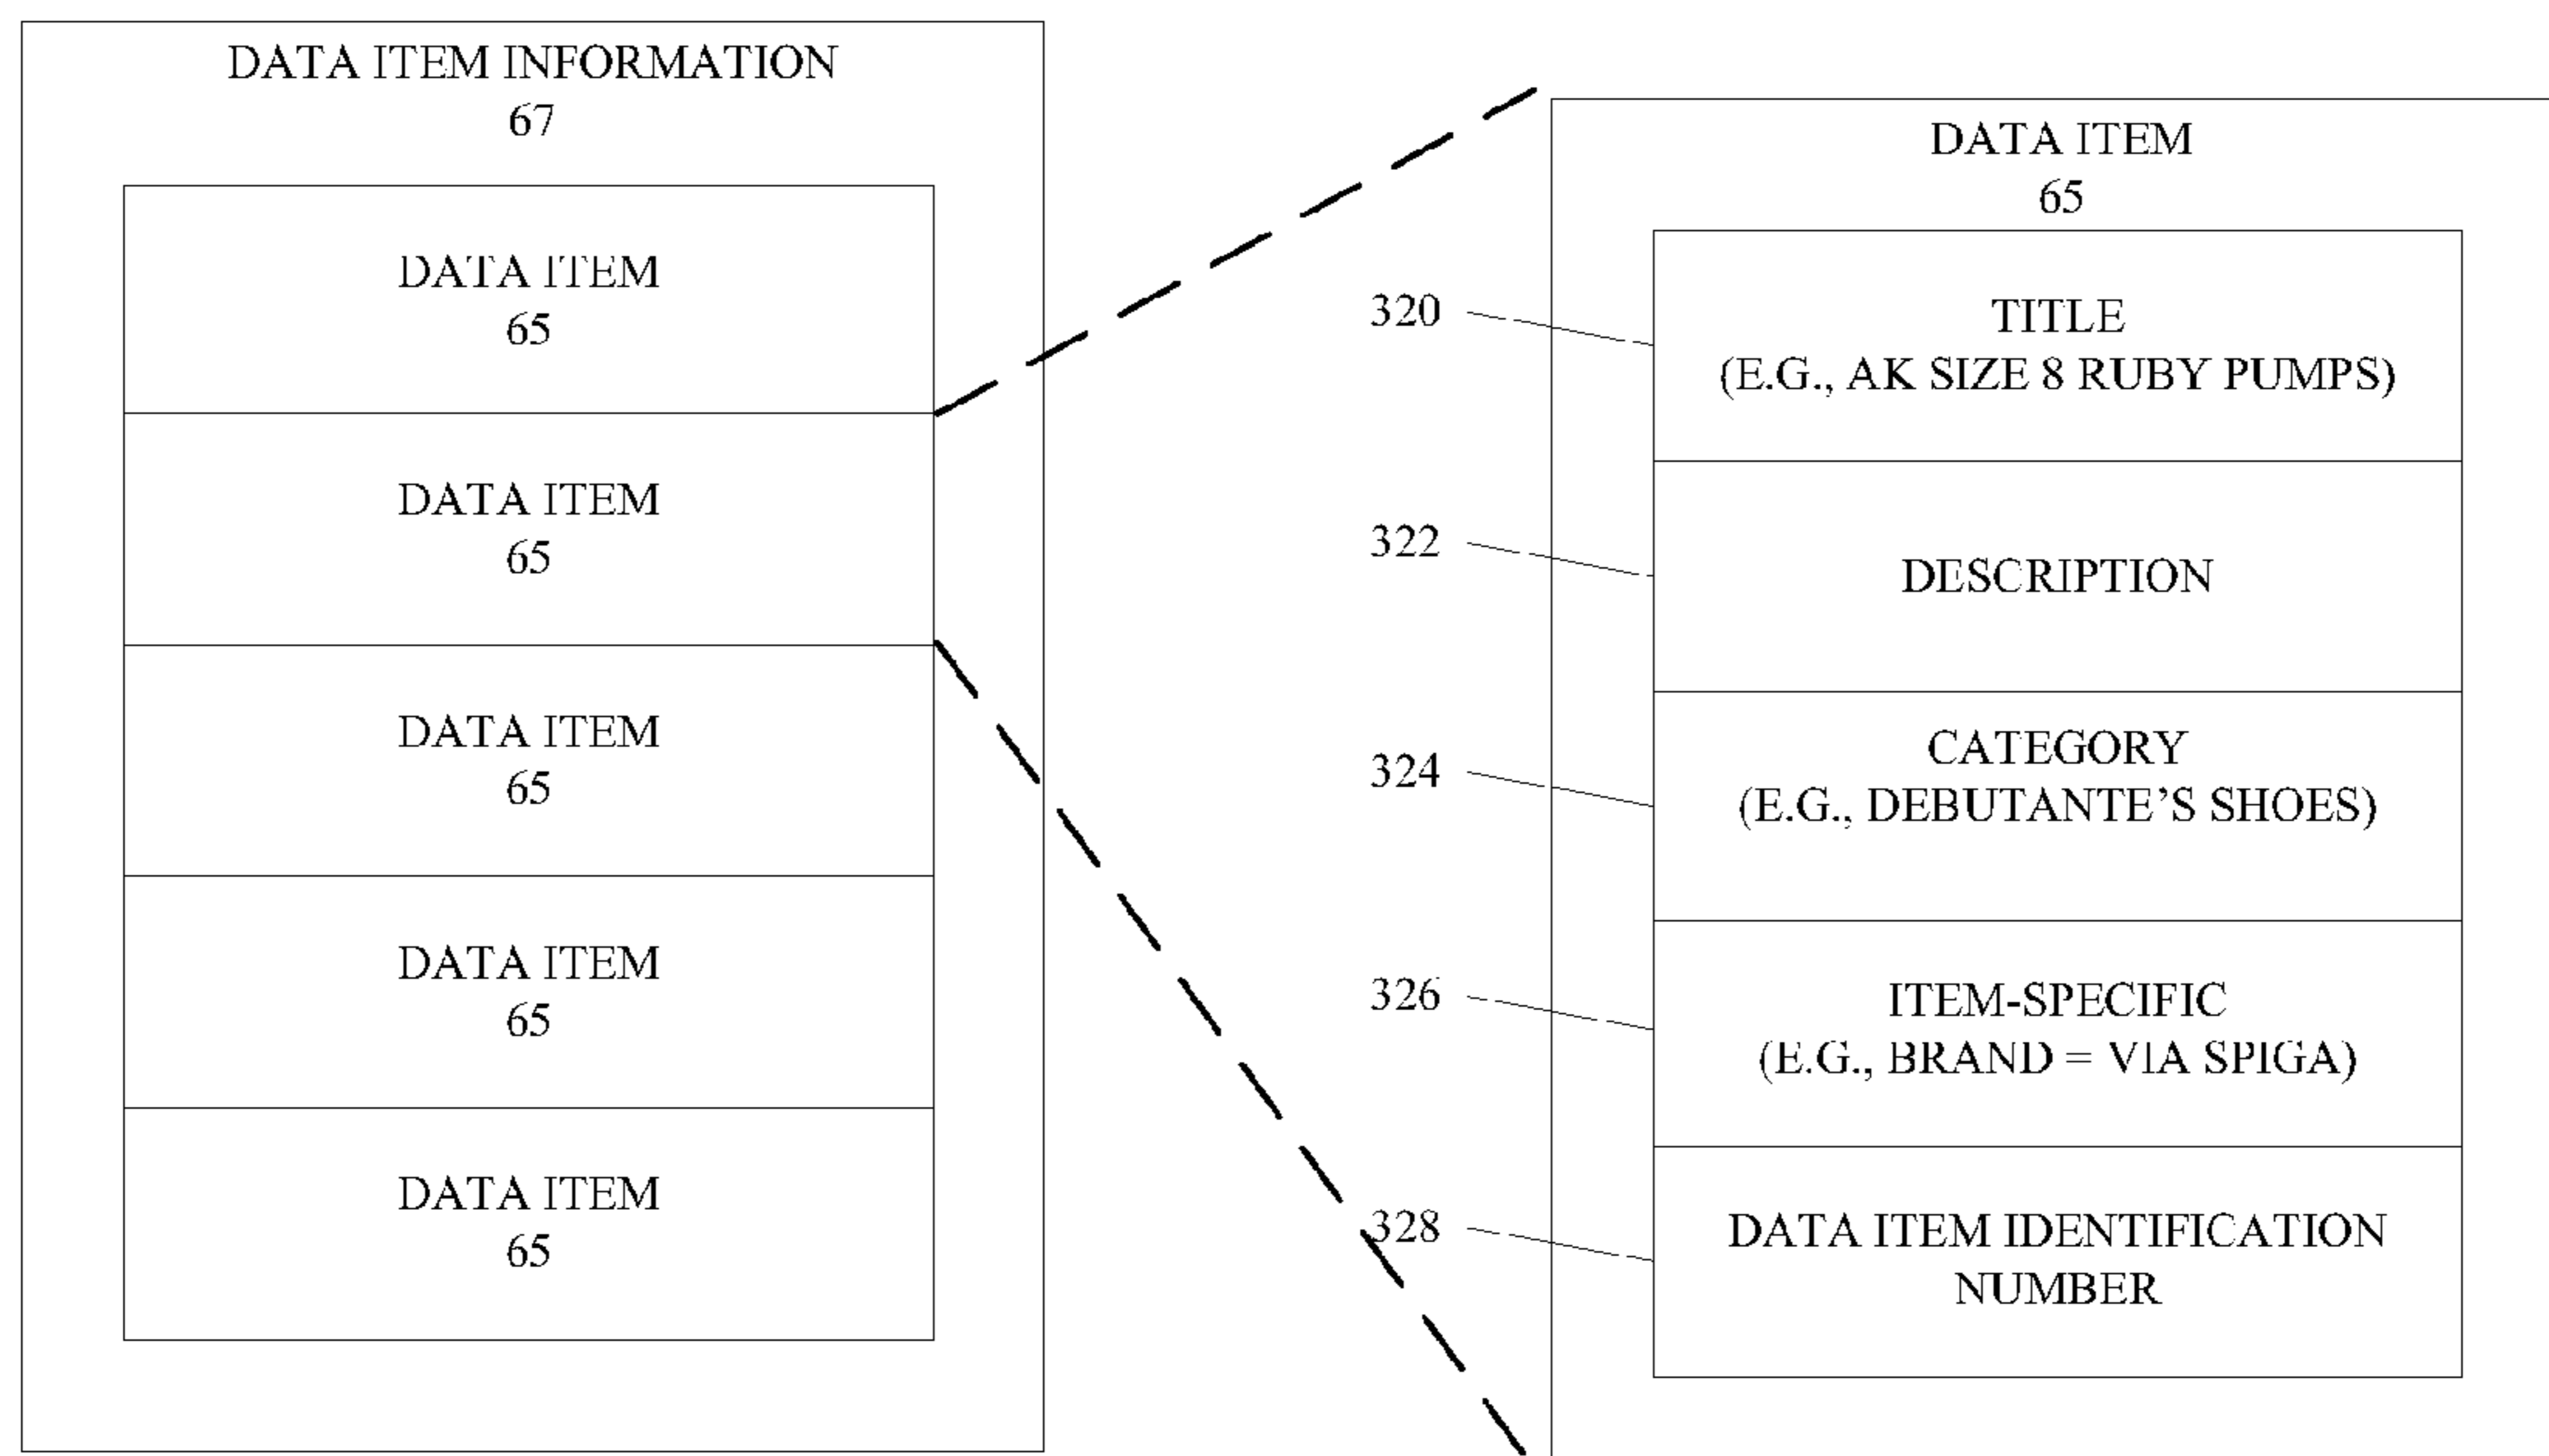 DATA ITEM INFORMATION
67
DATA ITEM
65
DATA ITEM
65
DATA ITEM
65
DATA ITEM
65
DATA ITEM
65
DATA ITEM
65
320
TITLE
(E.G., AK SIZE 8 RUBY PUMPS)
322
DESCRIPTION
324
CATEGORY
(E.G., DEBUTANTE’S SHOES)
326
ITEM-SPECIFIC
(E.G., BRAND = VIA SPIGA)
328
DATA ITEM IDENTIFICATION
NUMBER